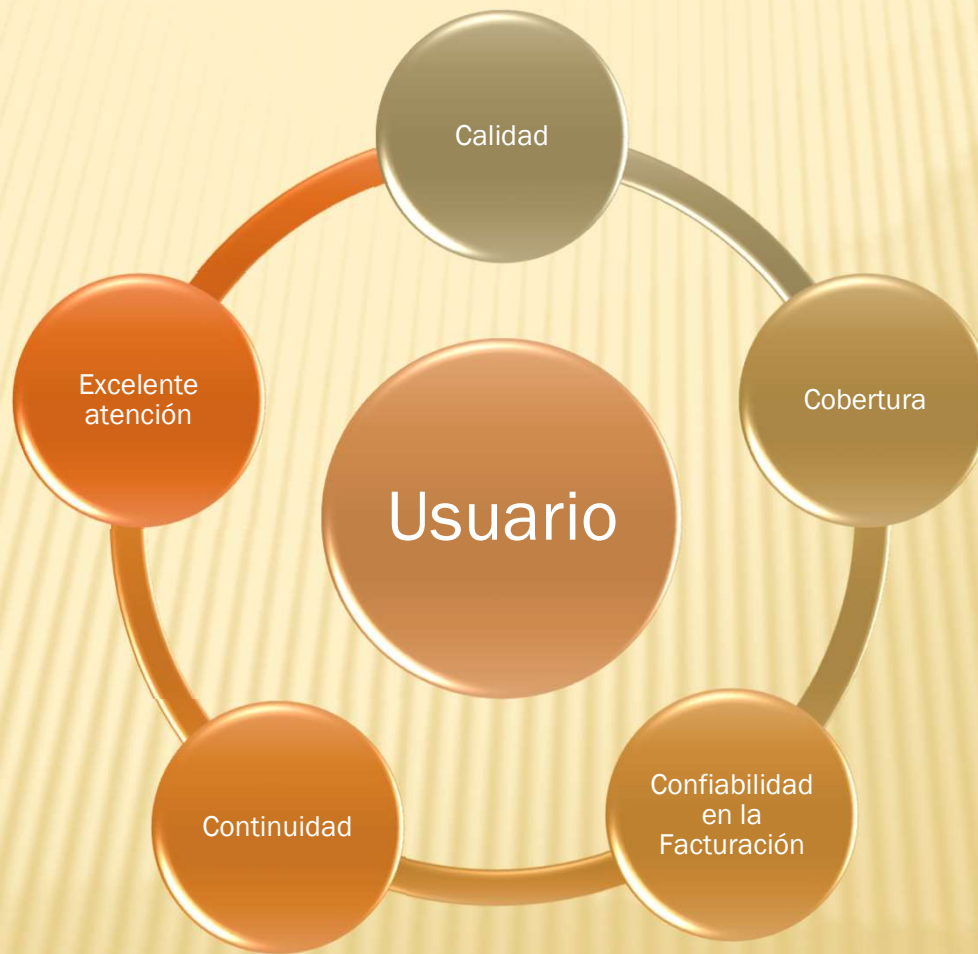 Calidad
Cobertura
Confiabilidad
en la
Facturación
Continuidad
Excelente
atención
Usuario